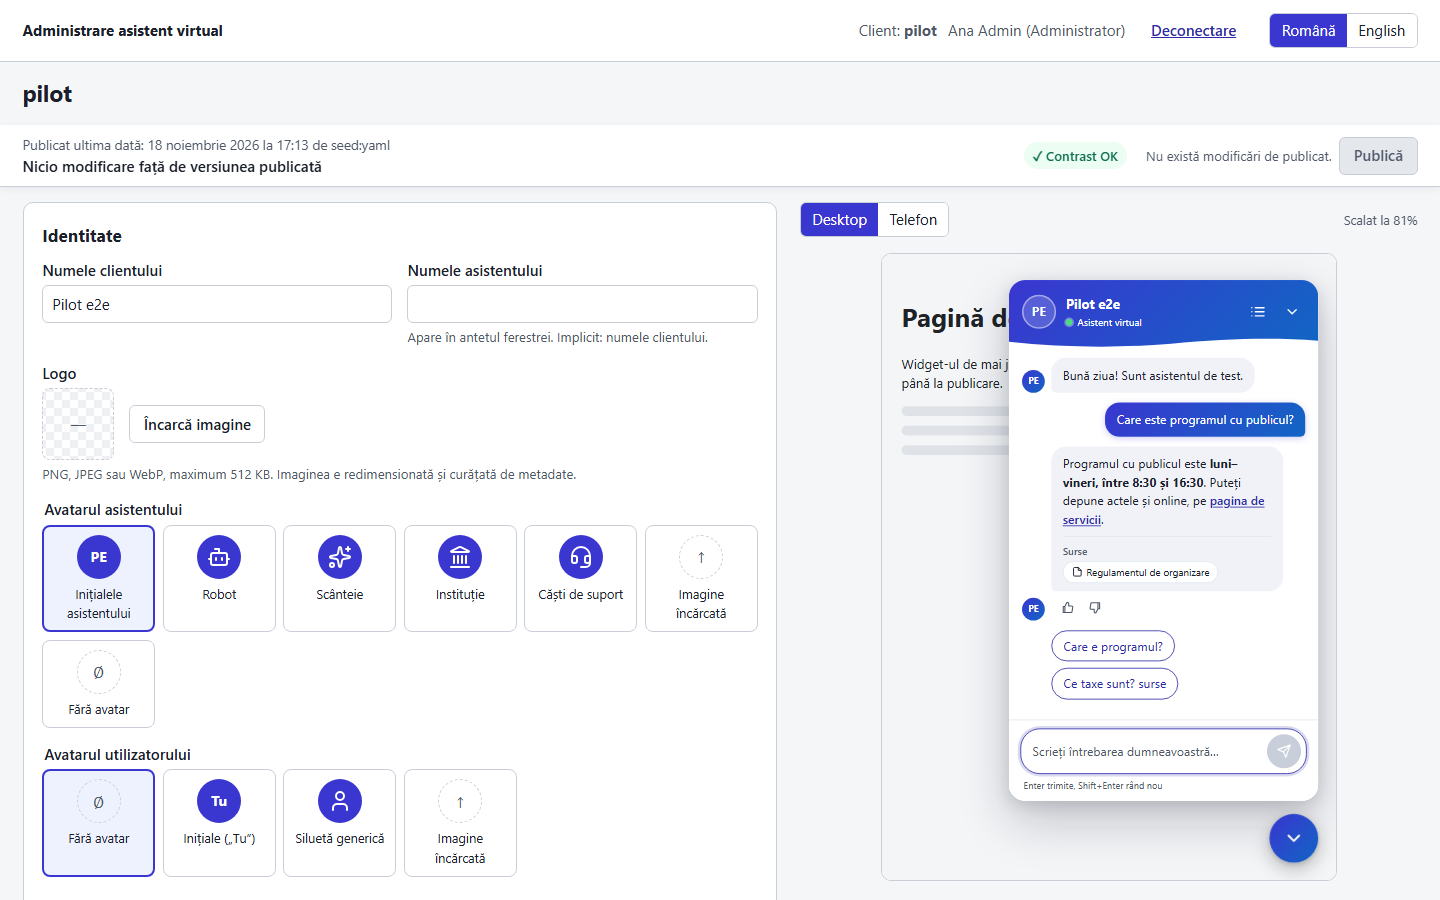 Administrare asistent virtual
Client: pilot Ana Admin (Administrator) Deconectare Română English
pilot
Publicat ultima dată: 18 noiembrie 2026 la 17:13 de seed:yaml
Nicio modificare față de versiunea publicată
✓ Contrast OK Nu există modificări de publicat. Publică
Identitate
Numele clientului Numele asistentului
Pilot e2e
Apare în antetul ferestrei. Implicit: numele clientului.
Logo
—
Încarcă imagine
PNG, JPEG sau WebP, maximum 512 KB. Imaginea e redimensionată și curățată de metadate.
Avatarul asistentului
PE
Inițialele asistentului
Robot
Scânteie
Instituție
Căști de suport
↑
Imagine încărcată
Ø
Fără avatar
Avatarul utilizatorului
Ø
Fără avatar
Tu
Inițiale („Tu”)
Siluetă generică
↑
Imagine încărcată
Desktop Telefon
Scalat la 81%
Pagină d
Widget-ul de mai j
până la publicare.
PE
Pilot e2e
Asistent virtual
PE
Bună ziua! Sunt asistentul de test.
Care este programul cu publicul?
Programul cu publicul este luni–
vineri, între 8:30 și 16:30. Puteți
depune actele și online, pe pagina de
servicii.
Surse
Regulamentul de organizare
PE
Care e programul?
Ce taxe sunt? surse
Scrieți întrebarea dumneavoastră...
Enter trimite, Shift+Enter rând nou